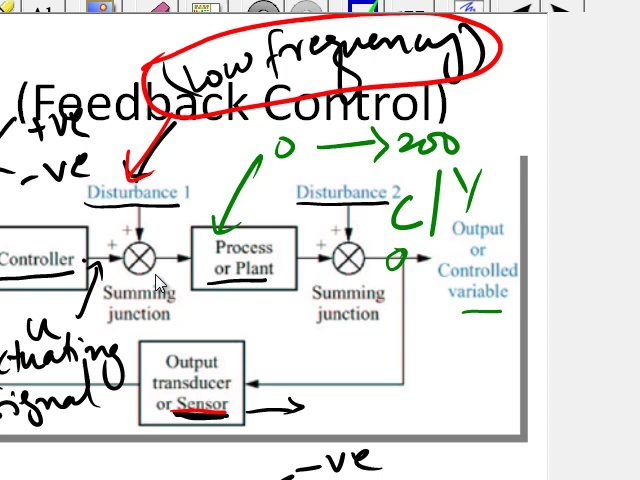 (low frequency)
(Feedback Control)
+ve
-ve
0 → 200
Disturbance 1
Disturbance 2
C/Y
+
+
Controller
+
Process
or Plant
+
0
Output
or
Controlled
variable
Summing
junction
Summing
junction
u
ctuating
signal
Output
transducer
or Sensor
-ve